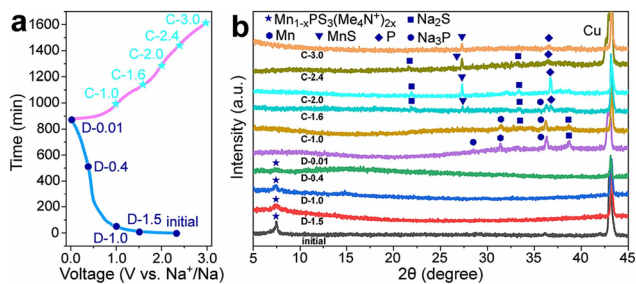 a
1600
1400
1200
1000
800
600
400
200
0
Time (min)
C-3.0
C-2.4
C-2.0
C-1.6
C-1.0
D-0.01
D-0.4
D-1.0
D-1.5
initial
0.0 0.5 1.0 1.5 2.0 2.5 3.0
Voltage (V vs. Na⁺/Na)
b
Mn₁₋ₓPS₃(Me₄N⁺)₂ₓ Na₂S
Mn MnS P Na₃P
Cu
Intensity (a.u.)
C-3.0
C-2.4
C-2.0
C-1.6
C-1.0
D-0.01
D-0.4
D-1.0
D-1.5
initial
5 10 15 20 25 30 35 40 45
2θ (degree)